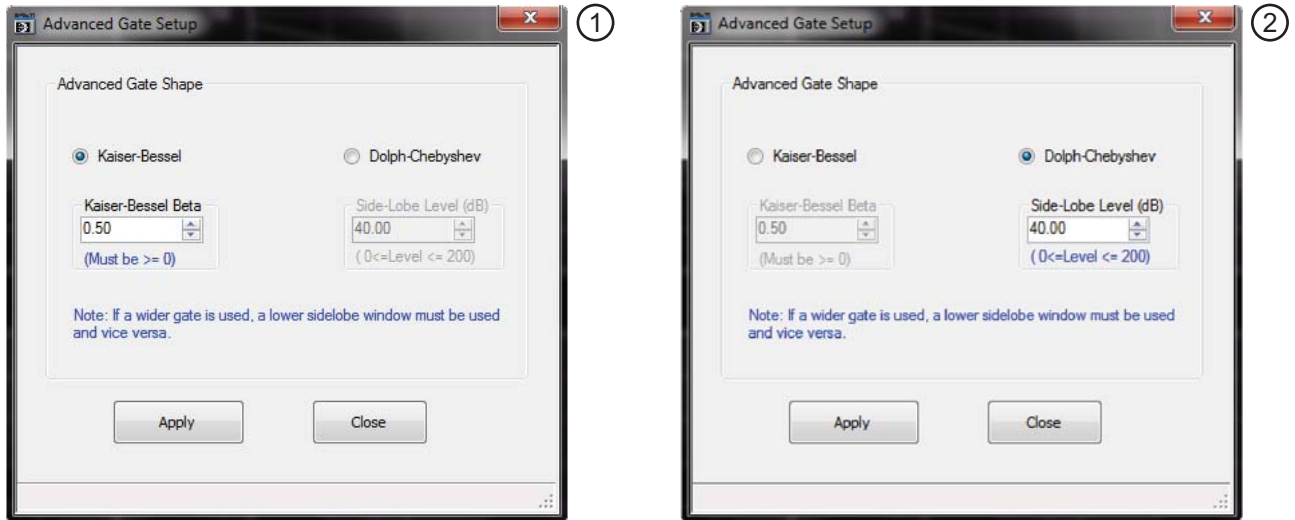 Advanced Gate Setup
1
Advanced Gate Shape
Kaiser-Bessel
Dolph-Chebyshev
Kaiser-Bessel Beta
0.50
(Must be >= 0)
Side-Lobe Level (dB)
40.00
( 0<=Level <= 200)
Note: If a wider gate is used, a lower sidelobe window must be used
and vice versa.
Apply
Close
Advanced Gate Setup
2
Advanced Gate Shape
Kaiser-Bessel
Dolph-Chebyshev
Kaiser-Bessel Beta
0.50
(Must be >= 0)
Side-Lobe Level (dB)
40.00
( 0<=Level <= 200)
Note: If a wider gate is used, a lower sidelobe window must be used
and vice versa.
Apply
Close